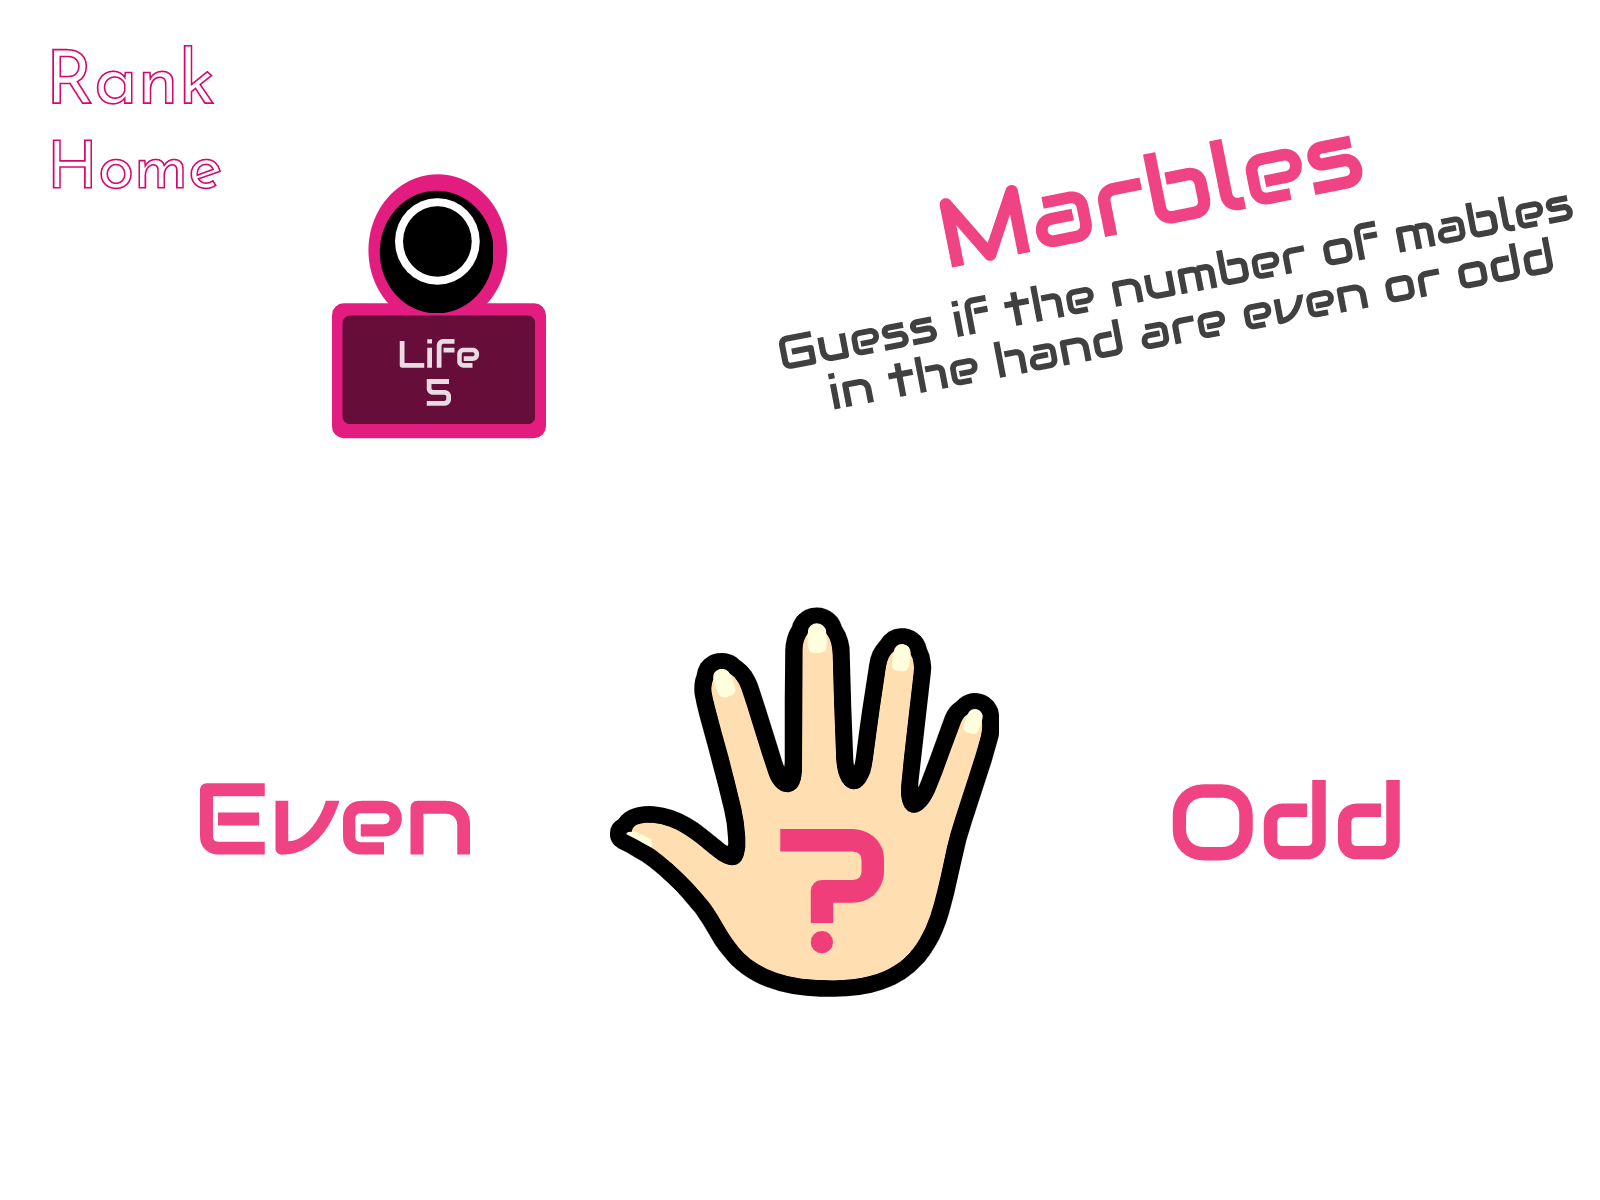 Rank
Home
Life
5
Marbles
Guess if the number of mables
in the hand are even or odd
Even
?
Odd